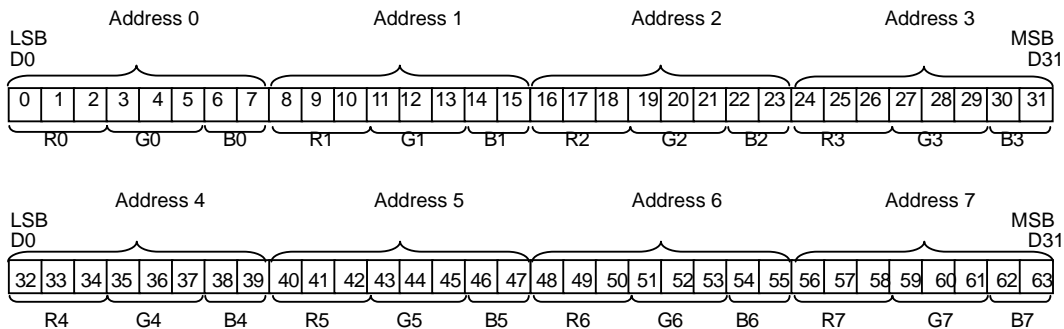 Address 0 Address 1 Address 2 Address 3
LSB MSB
D0 D31
0 1 2 3 4 5 6 7 8 9 10 11 12 13 14 15 16 17 18 19 20 21 22 23 24 25 26 27 28 29 30 31
R0 G0 B0 R1 G1 B1 R2 G2 B2 R3 G3 B3
Address 4 Address 5 Address 6 Address 7
LSB MSB
D0 D31
32 33 34 35 36 37 38 39 40 41 42 43 44 45 46 47 48 49 50 51 52 53 54 55 56 57 58 59 60 61 62 63
R4 G4 B4 R5 G5 B5 R6 G6 B6 R7 G7 B7